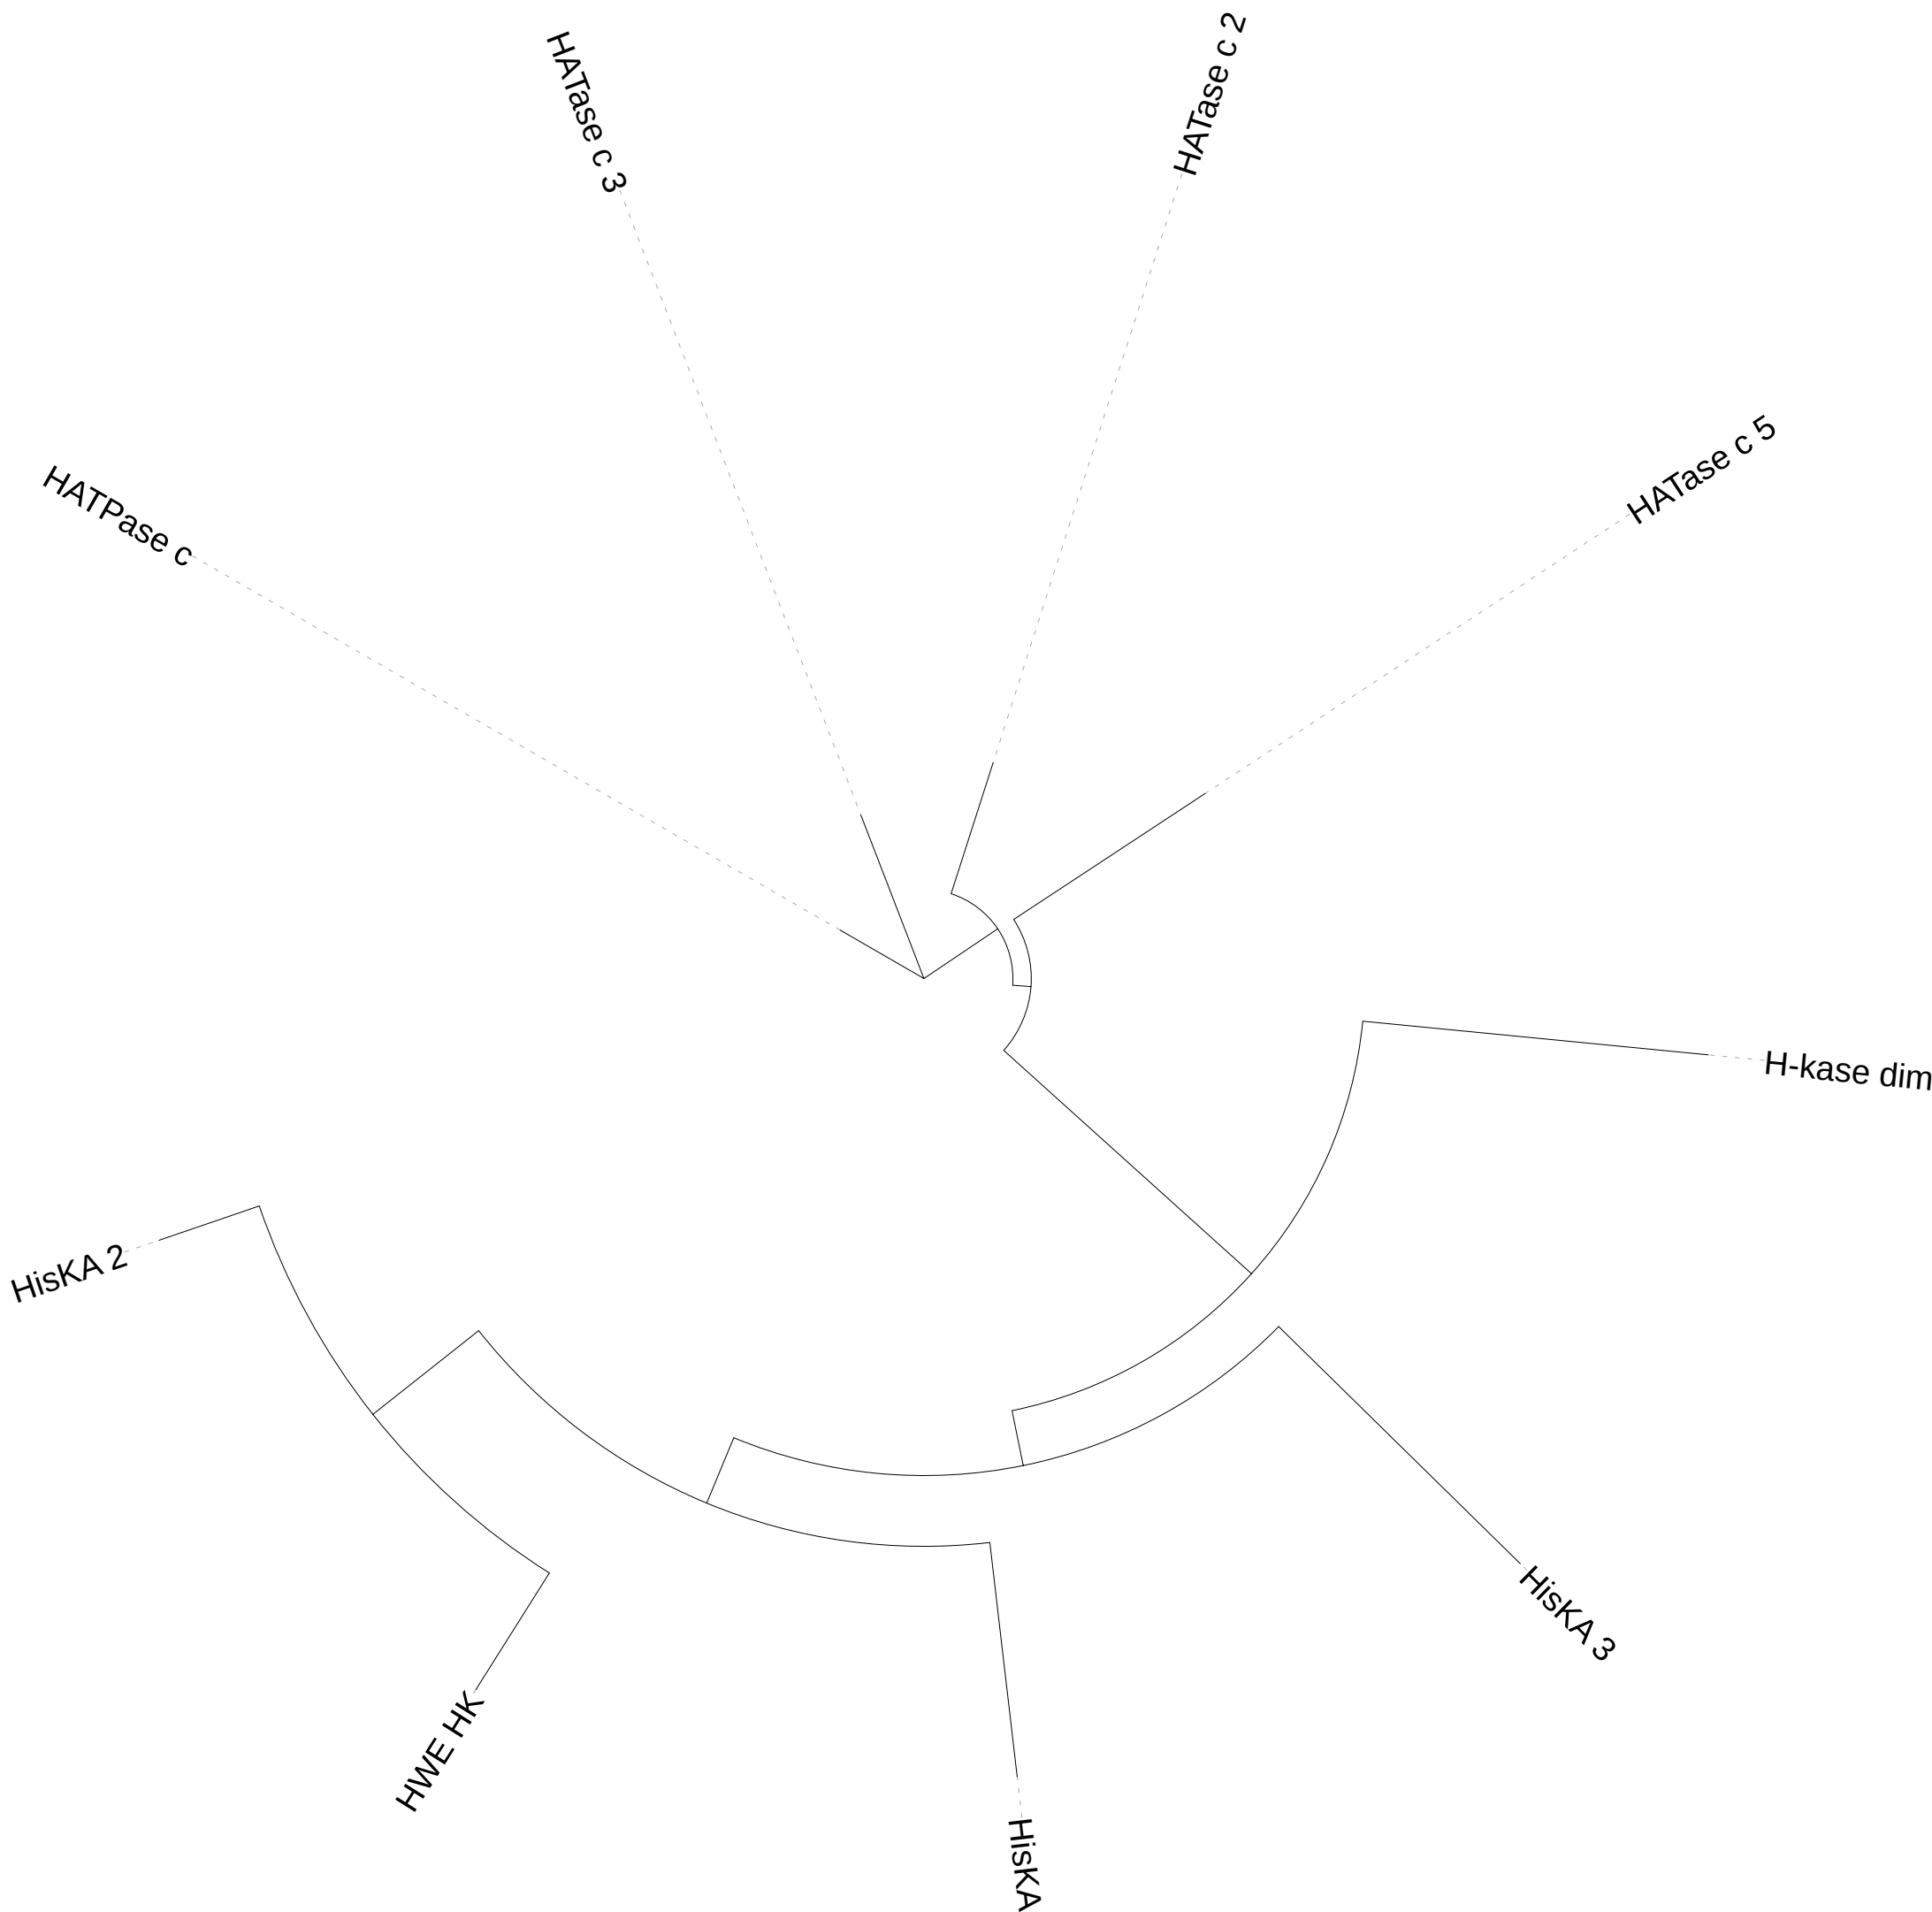 HATase c 2
HATase c 3
HATase c 5
HATPase c
H-kase dim
HisKA 2
HisKA 3
HWE HK
HisKA